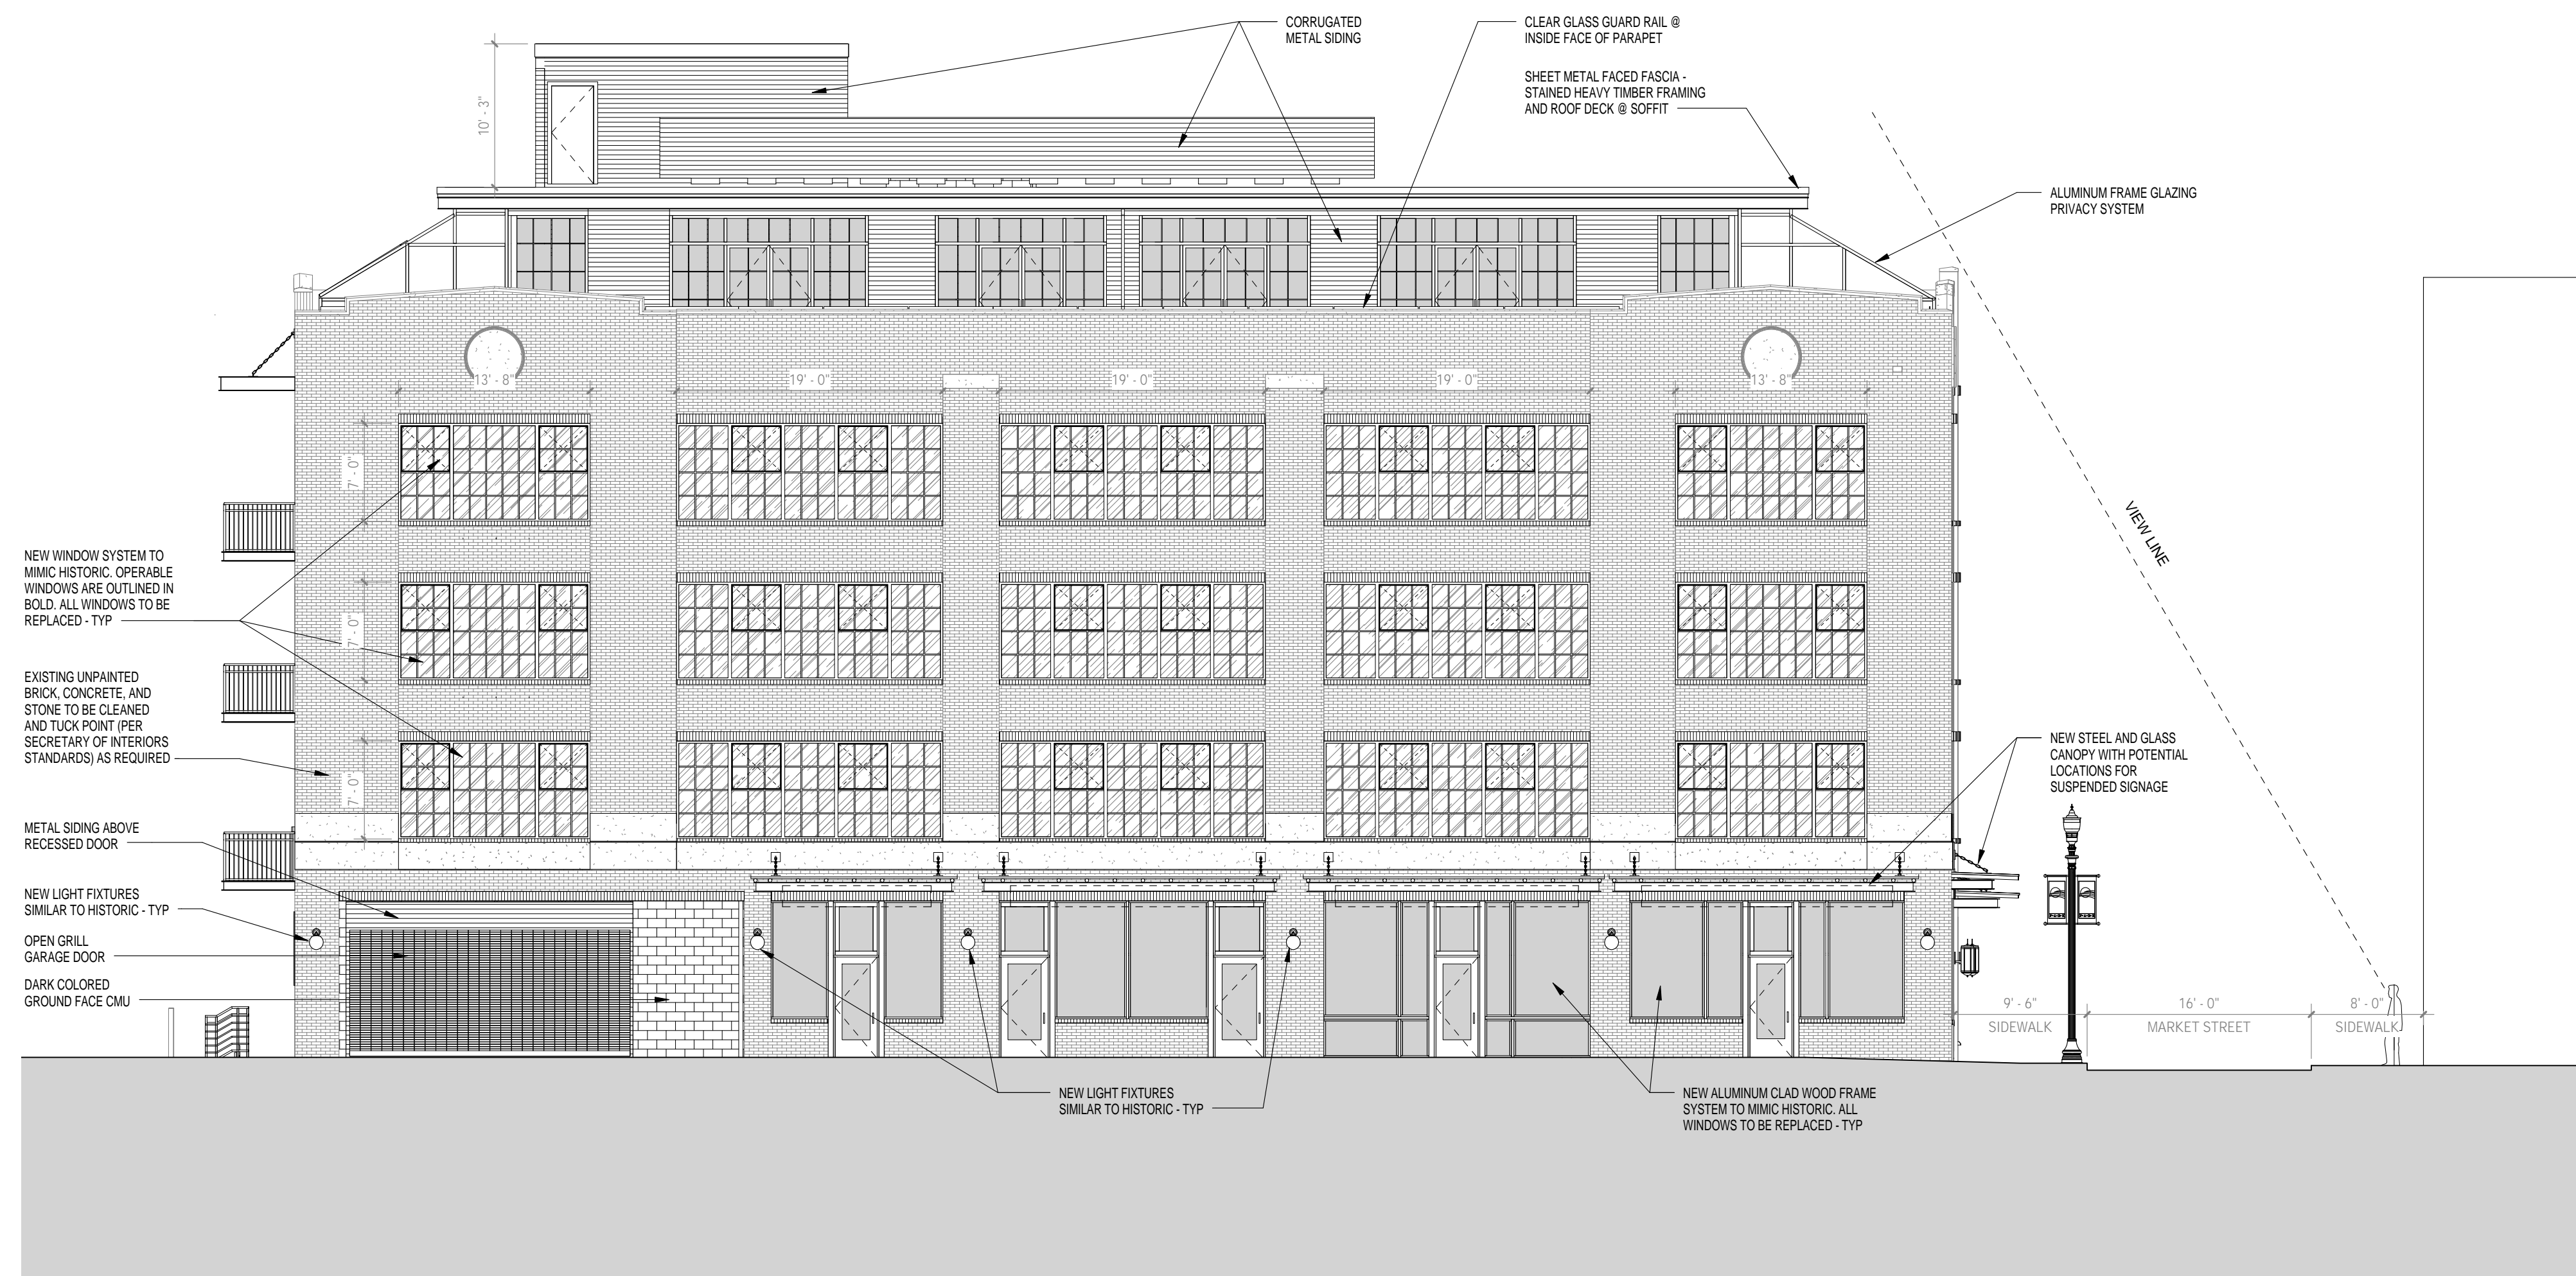 CORRUGATED
METAL SIDING
CLEAR GLASS GUARD RAIL @
INSIDE FACE OF PARAPET
SHEET METAL FACED FASCIA -
STAINED HEAVY TIMBER FRAMING
AND ROOF DECK @ SOFFIT
10' - 3"
ALUMINUM FRAME GLAZING
PRIVACY SYSTEM
13' - 8"
19' - 0"
19' - 0"
19' - 0"
13' - 8"
7' - 0"
7' - 0"
7' - 0"
VIEW LINE
NEW WINDOW SYSTEM TO
MIMIC HISTORIC. OPERABLE
WINDOWS ARE OUTLINED IN
BOLD. ALL WINDOWS TO BE
REPLACED - TYP
EXISTING UNPAINTED
BRICK, CONCRETE, AND
STONE TO BE CLEANED
AND TUCK POINT (PER
SECRETARY OF INTERIORS
STANDARDS) AS REQUIRED
METAL SIDING ABOVE
RECESSED DOOR
NEW LIGHT FIXTURES
SIMILAR TO HISTORIC - TYP
OPEN GRILL
GARAGE DOOR
DARK COLORED
GROUND FACE CMU
NEW STEEL AND GLASS
CANOPY WITH POTENTIAL
LOCATIONS FOR
SUSPENDED SIGNAGE
9' - 6"
SIDEWALK
16' - 0"
MARKET STREET
8' - 0"
SIDEWALK
NEW LIGHT FIXTURES
SIMILAR TO HISTORIC - TYP
NEW ALUMINUM CLAD WOOD FRAME
SYSTEM TO MIMIC HISTORIC. ALL
WINDOWS TO BE REPLACED - TYP